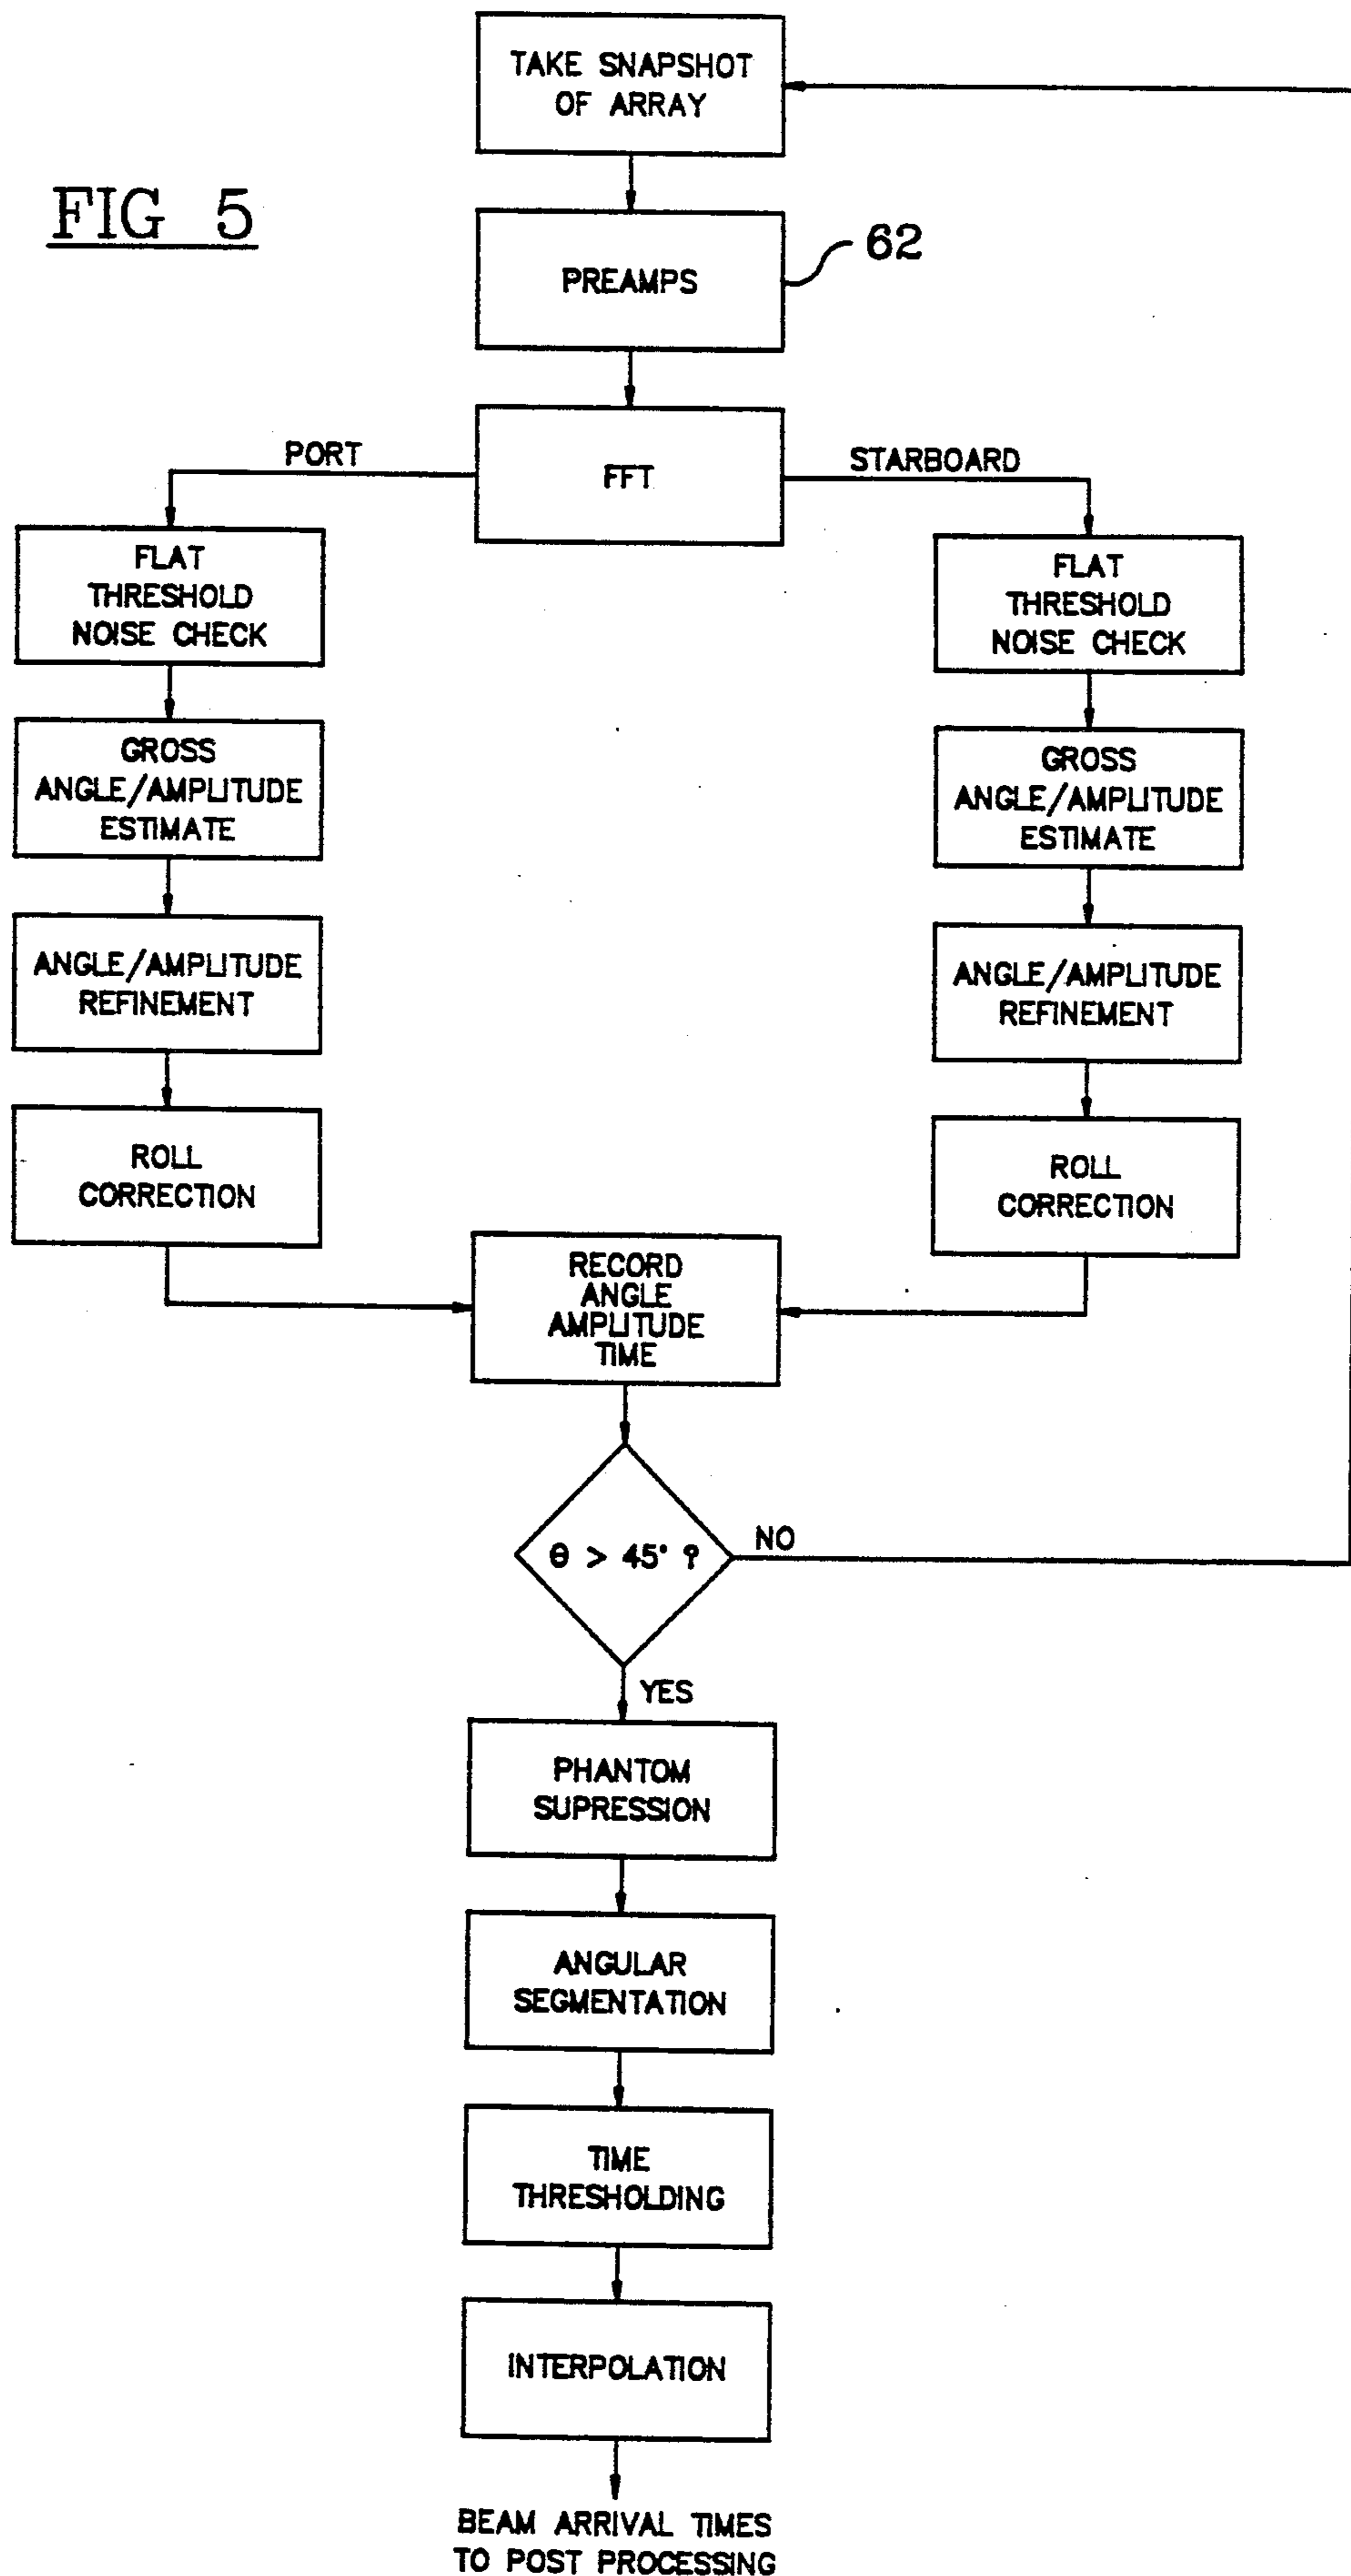 TAKE SNAPSHOT
OF ARRAY
FIG 5
PREAMPS
62
FFT
PORT
STARBOARD
FLAT
THRESHOLD
NOISE CHECK
GROSS
ANGLE/AMPLITUDE
ESTIMATE
ANGLE/AMPLITUDE
REFINEMENT
ROLL
CORRECTION
FLAT
THRESHOLD
NOISE CHECK
GROSS
ANGLE/AMPLITUDE
ESTIMATE
ANGLE/AMPLITUDE
REFINEMENT
ROLL
CORRECTION
RECORD
ANGLE
AMPLITUDE
TIME
θ > 45° ?
NO
YES
PHANTOM
SUPRESSION
ANGULAR
SEGMENTATION
TIME
THRESHOLDING
INTERPOLATION
BEAM ARRIVAL TIMES
TO POST PROCESSING